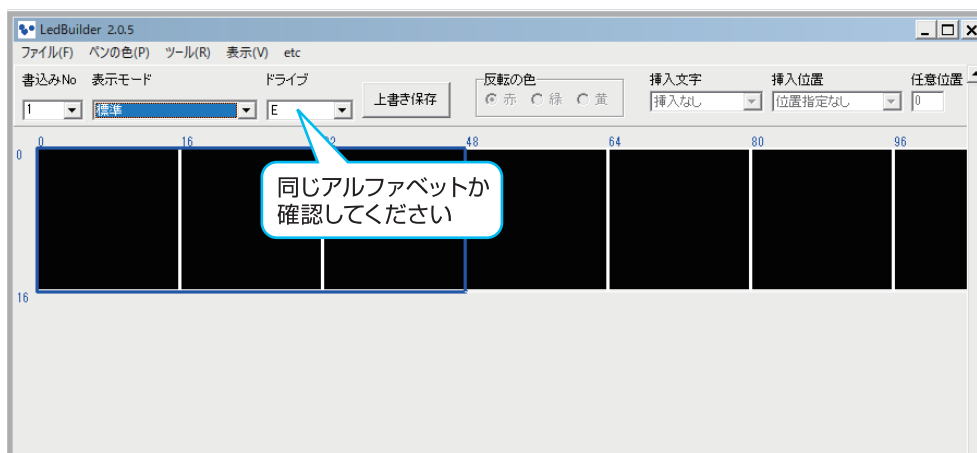 LedBuilder 2.0.5
ファイル(F) ペンの色(P) ツール(R) 表示(V) etc
書込みNo 表示モード ドライブ 反転の色 挿入文字 挿入位置 任意位置
1 標準 E 上書き保存 赤 緑 黄 挿入なし 位置指定なし 0
0 16 32 48 64 80 96
0
同じアルファベットか
確認してください
16